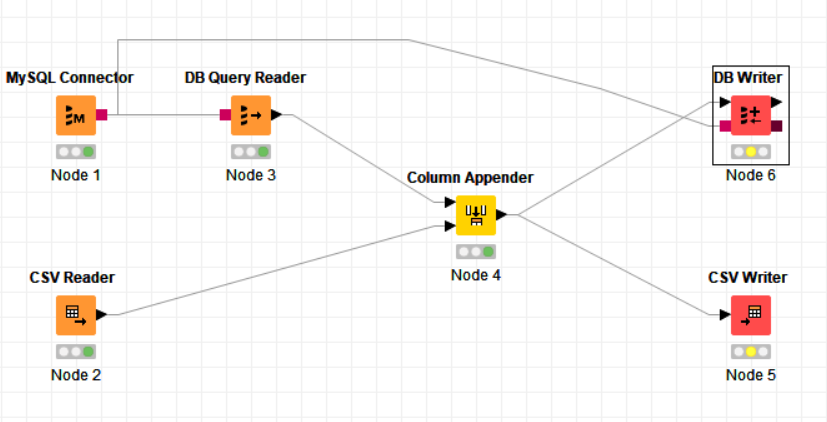 MySQL Connector
DB Query Reader
DB Writer
M
Node 1
Node 3
Node 6
Column Appender
Node 4
CSV Reader
CSV Writer
Node 2
Node 5